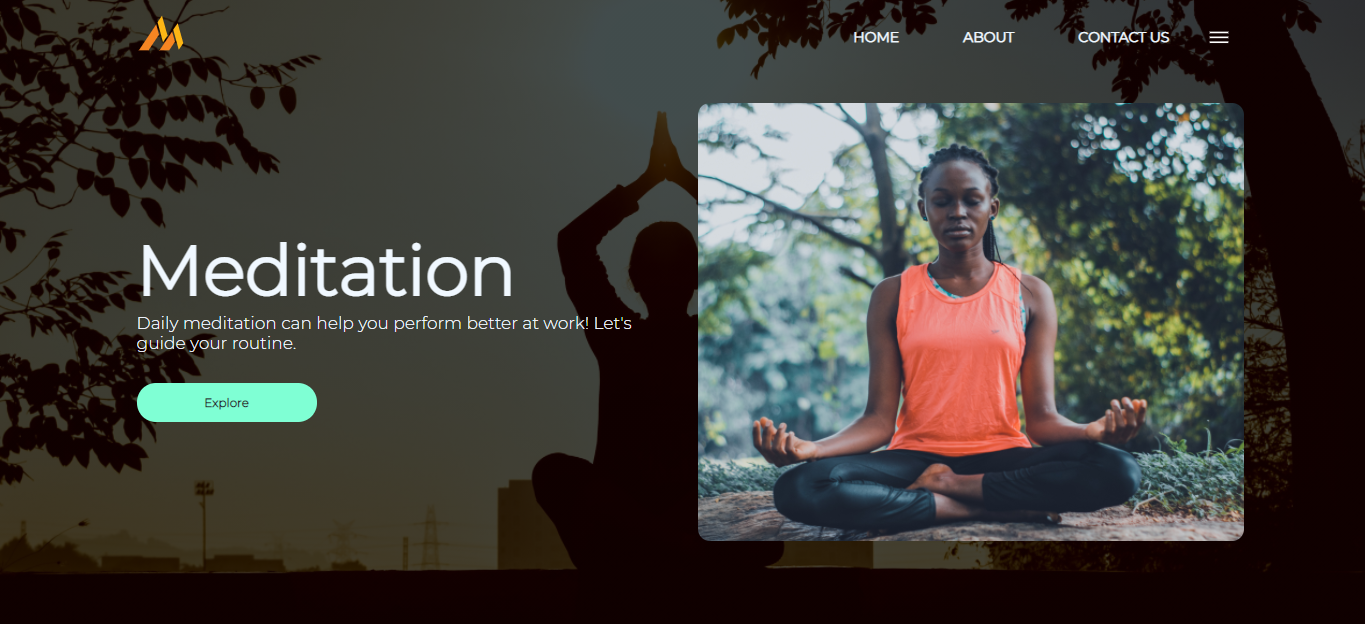 HOME ABOUT CONTACT US
Meditation
Daily meditation can help you perform better at work! Let's
guide your routine.
Explore